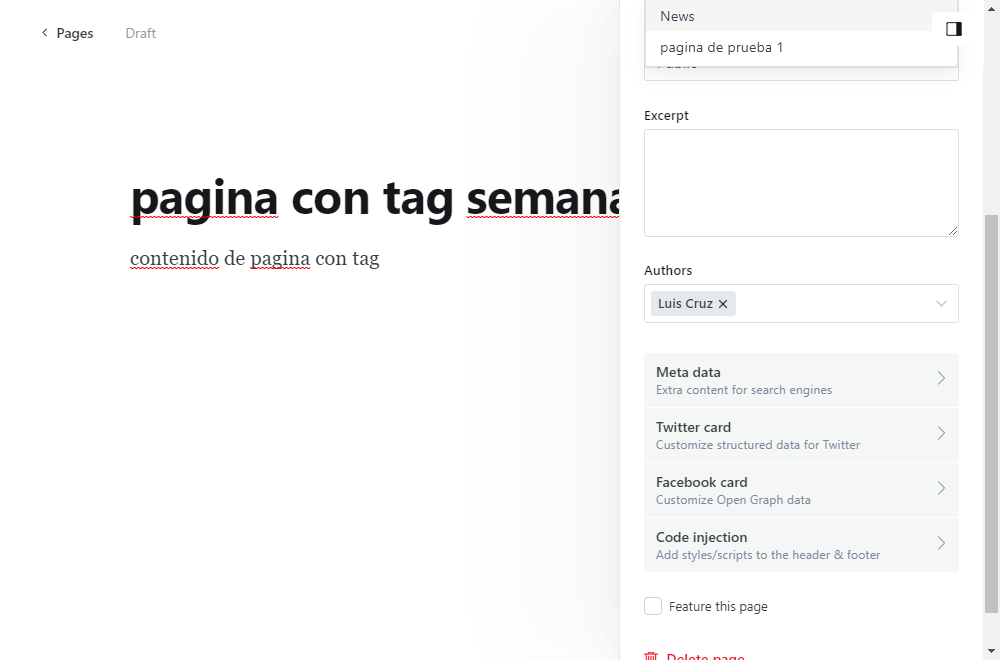 Pages
Draft
pagina con tag semana
contenido de pagina con tag
News
pagina de prueba 1
Public
Excerpt
Authors
Luis Cruz
Meta data
Extra content for search engines
Twitter card
Customize structured data for Twitter
Facebook card
Customize Open Graph data
Code injection
Add styles/scripts to the header & footer
Feature this page
Delete page